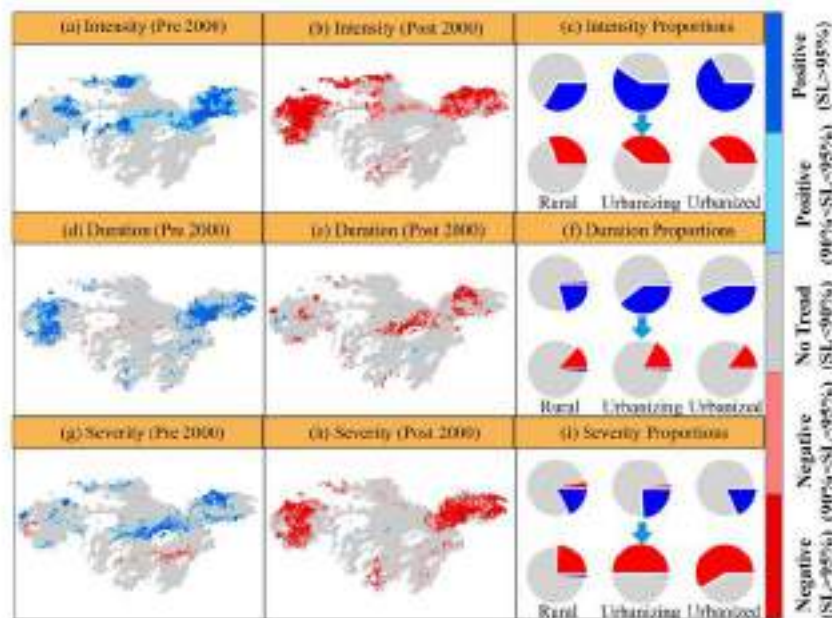 (a) Intensity (Pre 2000)
(b) Intensity (Post 2000)
(c) Intensity Proportions
Rural
Urbanizing
Urbanized
(d) Duration (Pre 2000)
(e) Duration (Post 2000)
(f) Duration Proportions
Rural
Urbanizing
Urbanized
(g) Severity (Pre 2000)
(h) Severity (Post 2000)
(i) Severity Proportions
Rural
Urbanizing
Urbanized
Positive
(SL>95%)
Positive
(90%<SL<95%)
No Trend
(SL<90%)
Negative
(90%<SL<95%)
Negative
(SL>95%)